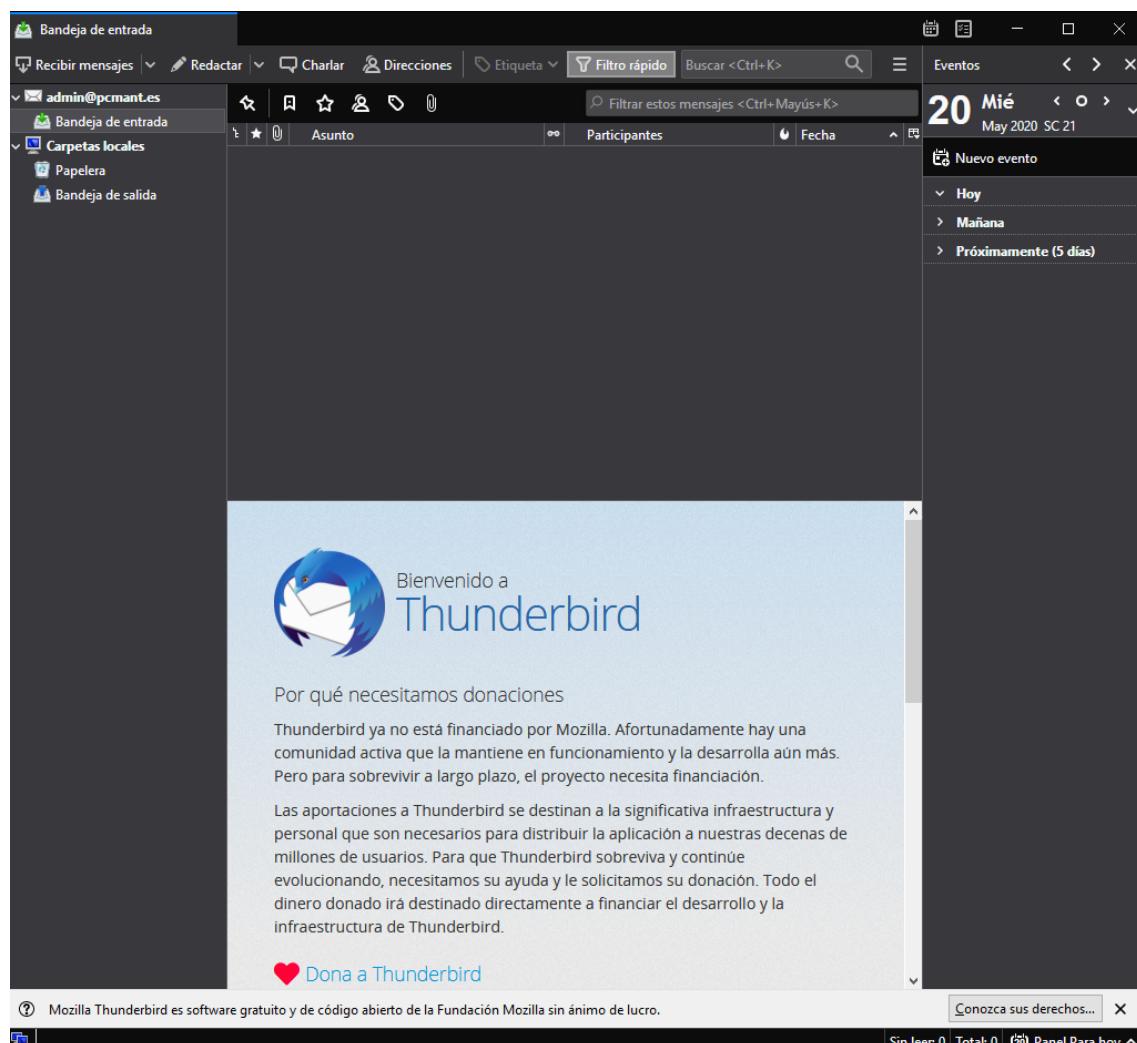 Bandeja de entrada
Recibir mensajes Redactar Charlar Direcciones Etiqueta Filtro rápido Buscar <Ctrl+K> Eventos
admin@pcmant.es
Bandeja de entrada
Carpetas locales
Papelera
Bandeja de salida
Filtrar estos mensajes <Ctrl+Mayús+K>
Asunto Participantes Fecha
20 Mié
May 2020 SC 21
Nuevo evento
Hoy
Mañana
Próximamente (5 días)
Bienvenido a
Thunderbird
Por qué necesitamos donaciones
Thunderbird ya no está financiado por Mozilla. Afortunadamente hay una
comunidad activa que la mantiene en funcionamiento y la desarrolla aún más.
Pero para sobrevivir a largo plazo, el proyecto necesita financiación.
Las aportaciones a Thunderbird se destinan a la significativa infraestructura y
personal que son necesarios para distribuir la aplicación a nuestras decenas de
millones de usuarios. Para que Thunderbird sobreviva y continúe
evolucionando, necesitamos su ayuda y le solicitamos su donación. Todo el
dinero donado irá destinado directamente a financiar el desarrollo y la
infraestructura de Thunderbird.
Dona a Thunderbird
Mozilla Thunderbird es software gratuito y de código abierto de la Fundación Mozilla sin ánimo de lucro. Conozca sus derechos...
Sin leer: 0 Total: 0 20 Panel Para hoy